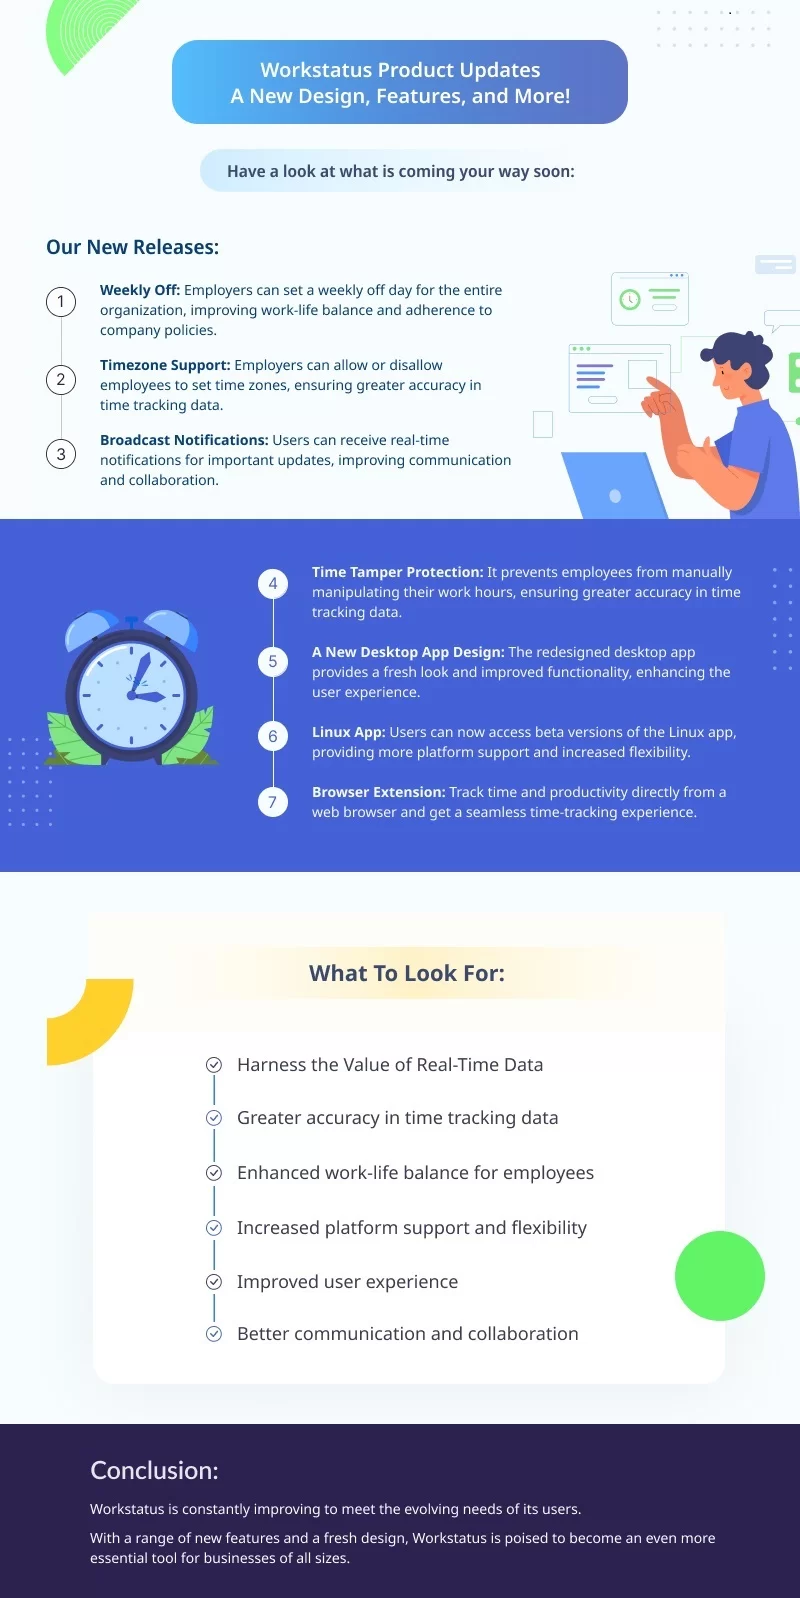 Workstatus Product Updates
A New Design, Features, and More!
Have a look at what is coming your way soon:
Our New Releases:
1
Weekly Off: Employers can set a weekly off day for the entire
organization, improving work-life balance and adherence to
company policies.
2
Timezone Support: Employers can allow or disallow
employees to set time zones, ensuring greater accuracy in
time tracking data.
3
Broadcast Notifications: Users can receive real-time
notifications for important updates, improving communication
and collaboration.
4
Time Tamper Protection: It prevents employees from manually
manipulating their work hours, ensuring greater accuracy in time
tracking data.
5
A New Desktop App Design: The redesigned desktop app
provides a fresh look and improved functionality, enhancing the
user experience.
6
Linux App: Users can now access beta versions of the Linux app,
providing more platform support and increased flexibility.
7
Browser Extension: Track time and productivity directly from a
web browser and get a seamless time-tracking experience.
What To Look For:
Harness the Value of Real-Time Data
Greater accuracy in time tracking data
Enhanced work-life balance for employees
Increased platform support and flexibility
Improved user experience
Better communication and collaboration
Conclusion:
Workstatus is constantly improving to meet the evolving needs of its users.
With a range of new features and a fresh design, Workstatus is poised to become an even more
essential tool for businesses of all sizes.